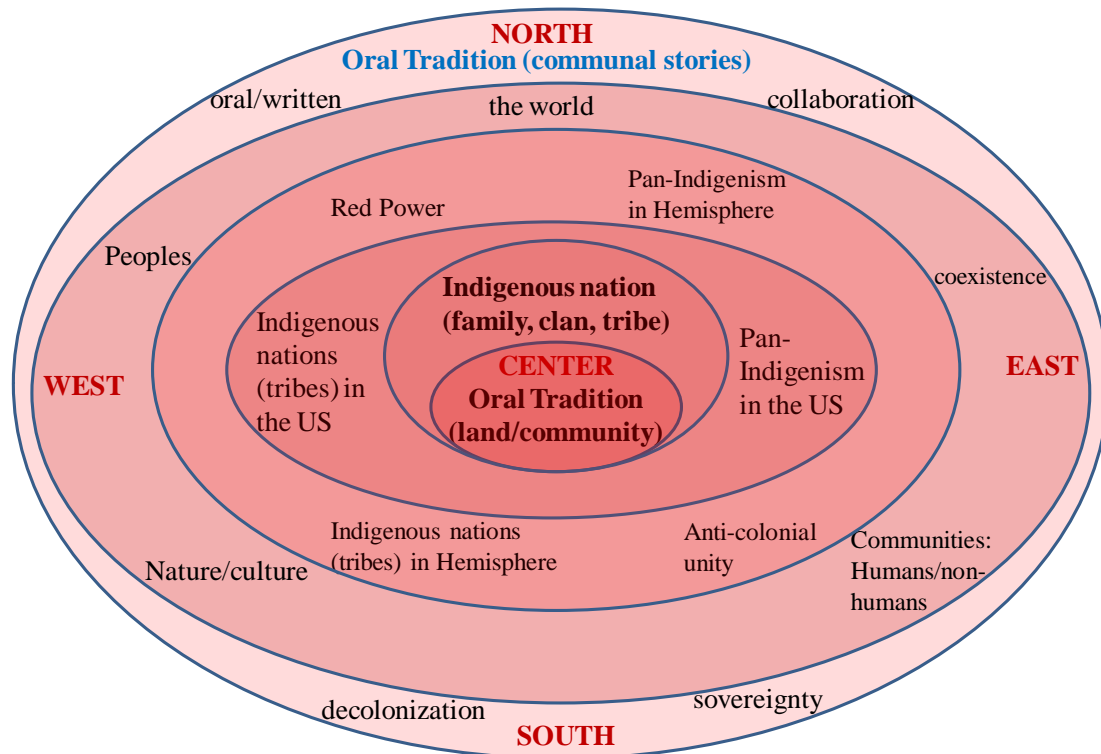 NORTH
Oral Tradition (communal stories)
oral/written
the world
collaboration
Red Power
Pan-Indigenism
in Hemisphere
Peoples
coexistence
Indigenous nation
(family, clan, tribe)
Indigenous
nations
(tribes) in
the US
Pan-
Indigenism
in the US
WEST
CENTER
Oral Tradition
(land/community)
EAST
Indigenous nations
(tribes) in Hemisphere
Anti-colonial
unity
Communities:
Humans/non-
humans
Nature/culture
decolonization
sovereignty
SOUTH